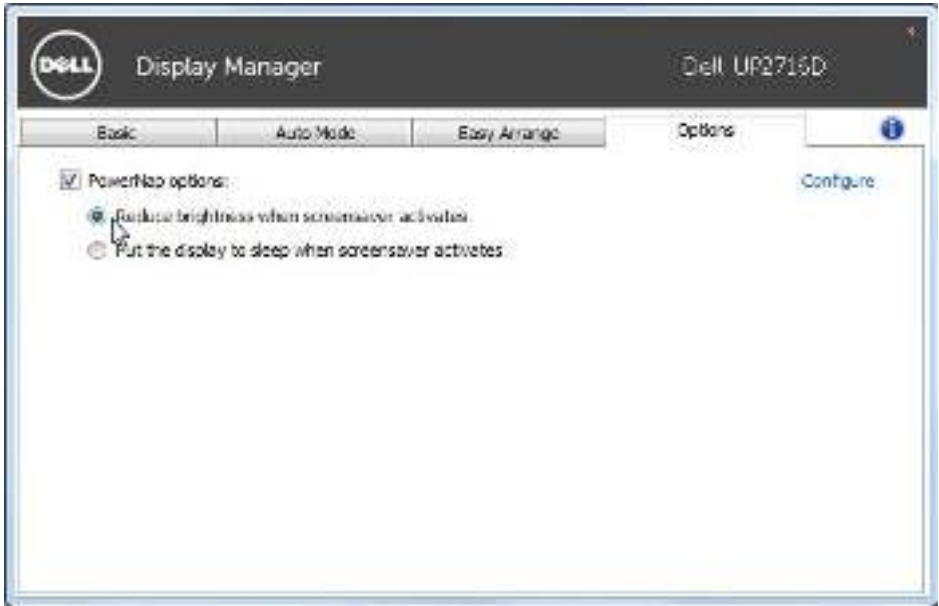 DELL
Display Manager
Dell UP2716D
Basic
Auto Mode
Easy Arrange
Options
PowerNap options:
Configure
Reduce brightness when screensaver activates
Put the display to sleep when screensaver activates